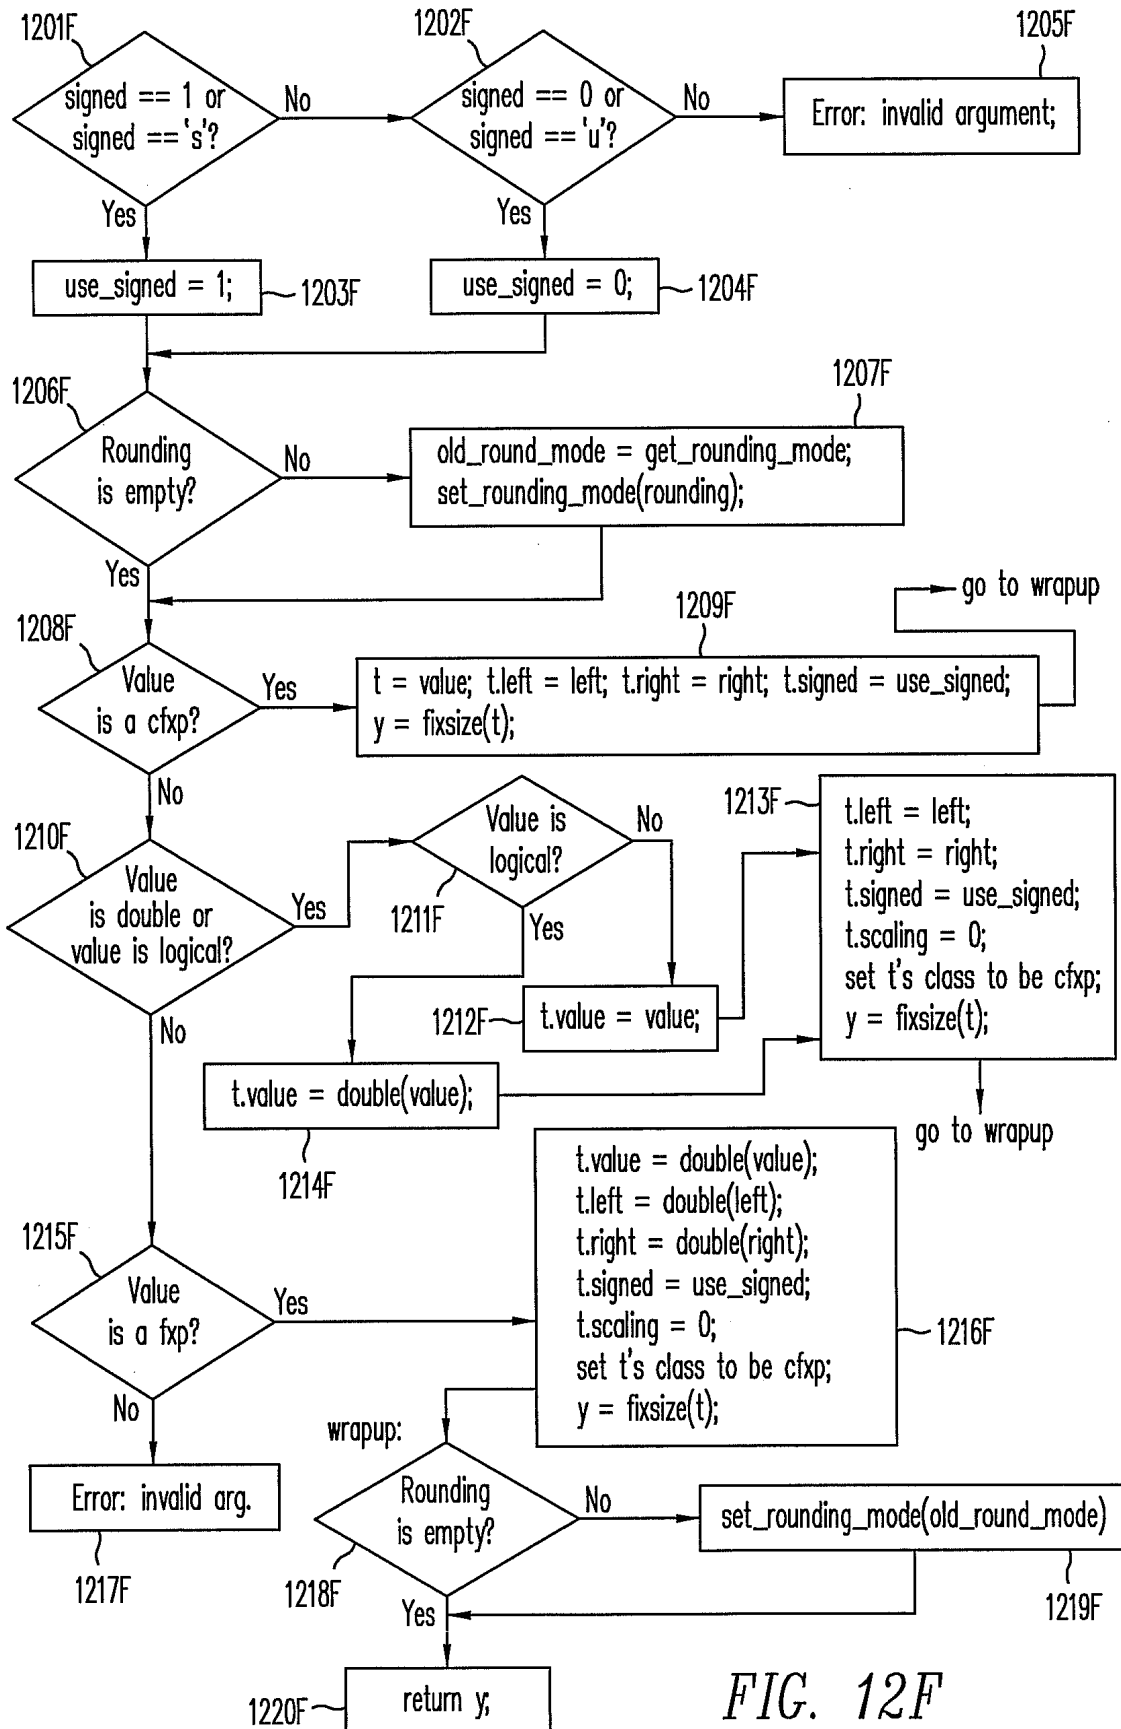 1201F
signed == 1 or
signed == 's'?
No
Yes
1202F
signed == 0 or
signed == 'u'?
No
Yes
1205F
Error: invalid argument;
use_signed = 1;
1203F
use_signed = 0;
1204F
1206F
Rounding
is empty?
No
Yes
1207F
old_round_mode = get_rounding_mode;
set_rounding_mode(rounding);
1208F
Value
is a cfxp?
Yes
No
1209F
t = value; t.left = left; t.right = right; t.signed = use_signed;
y = fixsize(t);
go to wrapup
1210F
Value
is double or
value is logical?
Yes
No
Value is
logical?
1211F
No
Yes
1212F
t.value = value;
1213F
t.left = left;
t.right = right;
t.signed = use_signed;
t.scaling = 0;
set t's class to be cfxp;
y = fixsize(t);
go to wrapup
t.value = double(value);
1214F
1215F
Value
is a fxp?
Yes
No
t.value = double(value);
t.left = double(left);
t.right = double(right);
t.signed = use_signed;
t.scaling = 0;
set t's class to be cfxp;
y = fixsize(t);
1216F
Error: invalid arg.
1217F
wrapup:
Rounding
is empty?
1218F
No
Yes
set_rounding_mode(old_round_mode)
1219F
return y;
1220F
FIG. 12F